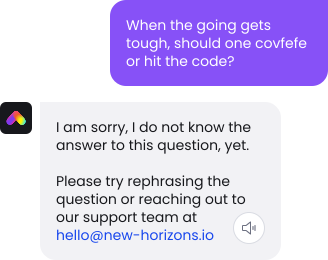 When the going gets
tough, should one covfefe
or hit the code?
I am sorry, I do not know the
answer to this question, yet.
Please try rephrasing the
question or reaching out to
our support team at
hello@new-horizons.io